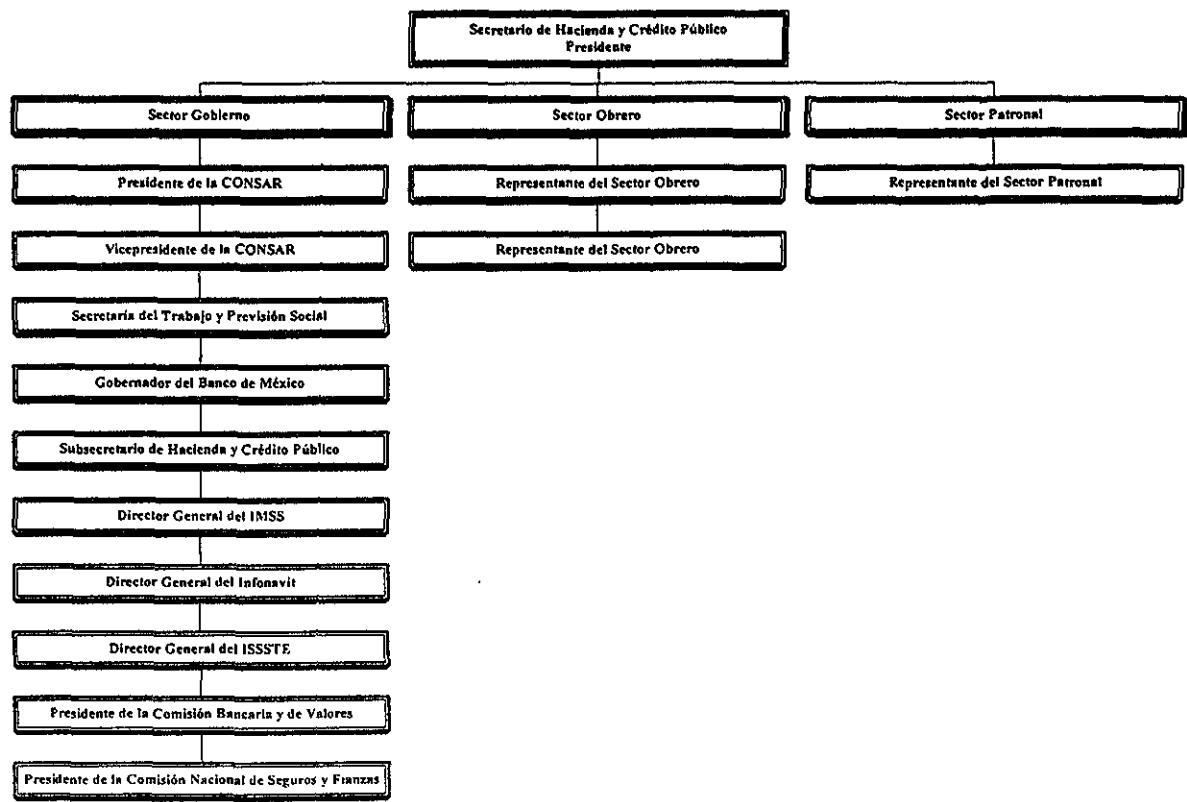 Secretario de Hacienda y Crédito Público
Presidente
Sector Gobierno
Sector Obrero
Sector Patronal
Presidente de la CONSAR
Representante del Sector Obrero
Representante del Sector Patronal
Vicepresidente de la CONSAR
Representante del Sector Obrero
Secretaría del Trabajo y Previsión Social
Gobernador del Banco de México
Subsecretario de Hacienda y Crédito Público
Director General del IMSS
Director General del Infonavit
Director General del ISSSTE
Presidente de la Comisión Bancaria y de Valores
Presidente de la Comisión Nacional de Seguros y Fianzas